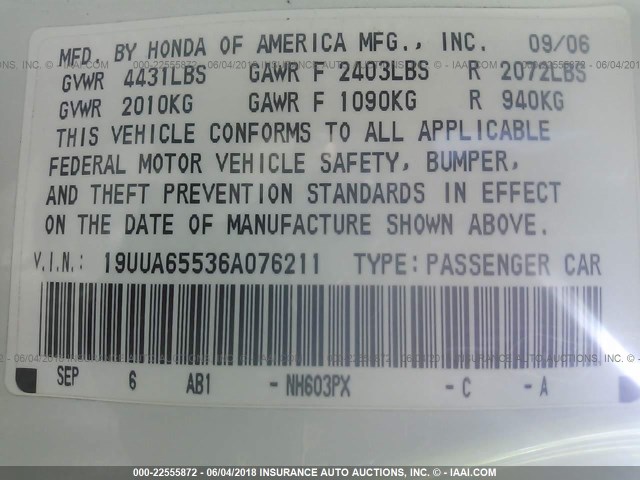 MFD. BY HONDA OF AMERICA MFG., INC. 09/06
GVWR 4431LBS GAWR F 2403LBS R 2072LBS
GVWR 2010KG GAWR F 1090KG R 940KG
THIS VEHICLE CONFORMS TO ALL APPLICABLE
FEDERAL MOTOR VEHICLE SAFETY, BUMPER,
AND THEFT PREVENTION STANDARDS IN EFFECT
ON THE DATE OF MANUFACTURE SHOWN ABOVE.
V.I.N.: 19UUA65536A076211 TYPE: PASSENGER CAR
SEP 6 AB1 - NH603PX - C - A
000-22555872 - 06/04/2018 INSURANCE AUTO AUCTIONS, INC. - © IAAI.COM